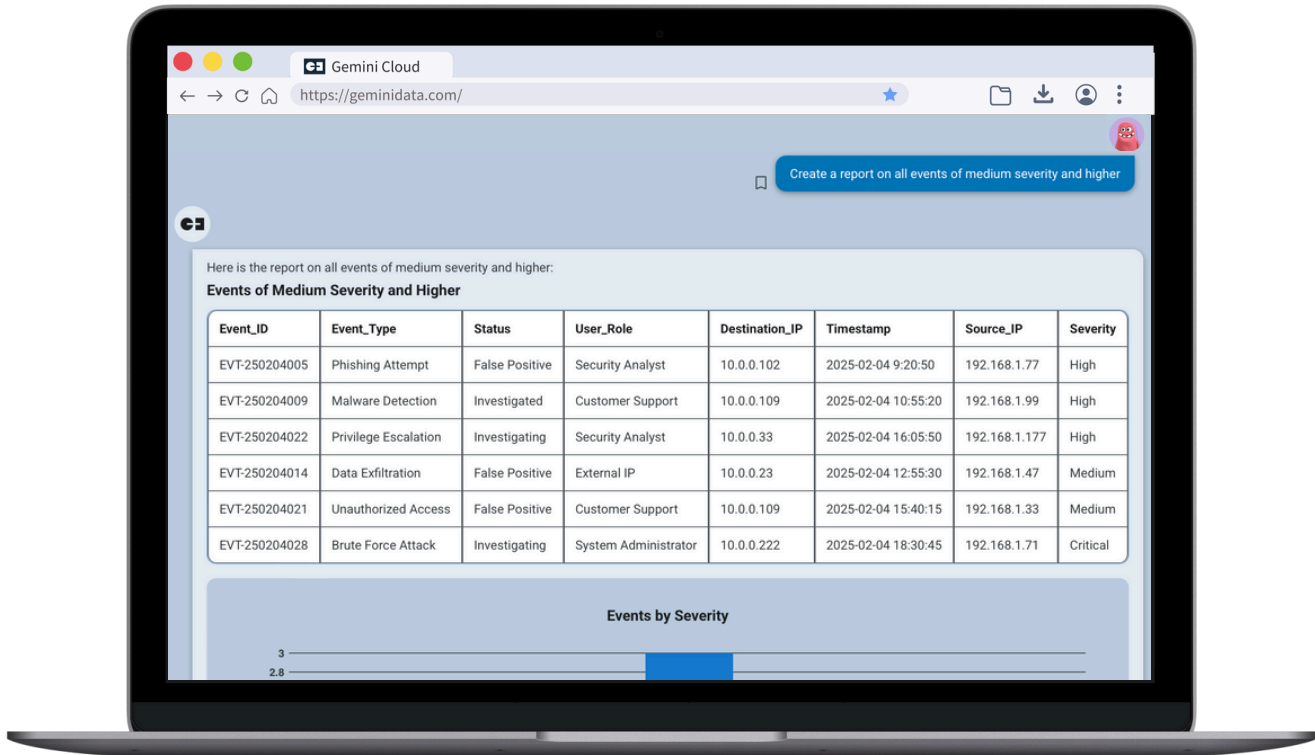 Gemini Cloud
https://geminidata.com/
Create a report on all events of medium severity and higher
Here is the report on all events of medium severity and higher:
Events of Medium Severity and Higher
Event_ID Event_Type Status User_Role Destination_IP Timestamp Source_IP Severity
EVT-250204005 Phishing Attempt False Positive Security Analyst 10.0.0.102 2025-02-04 9:20:50 192.168.1.77 High
EVT-250204009 Malware Detection Investigated Customer Support 10.0.0.109 2025-02-04 10:55:20 192.168.1.99 High
EVT-250204022 Privilege Escalation Investigating Security Analyst 10.0.0.33 2025-02-04 16:05:50 192.168.1.177 High
EVT-250204014 Data Exfiltration False Positive External IP 10.0.0.23 2025-02-04 12:55:30 192.168.1.47 Medium
EVT-250204021 Unauthorized Access False Positive Customer Support 10.0.0.109 2025-02-04 15:40:15 192.168.1.33 Medium
EVT-250204028 Brute Force Attack Investigating System Administrator 10.0.0.222 2025-02-04 18:30:45 192.168.1.71 Critical
Events by Severity
3
2.8